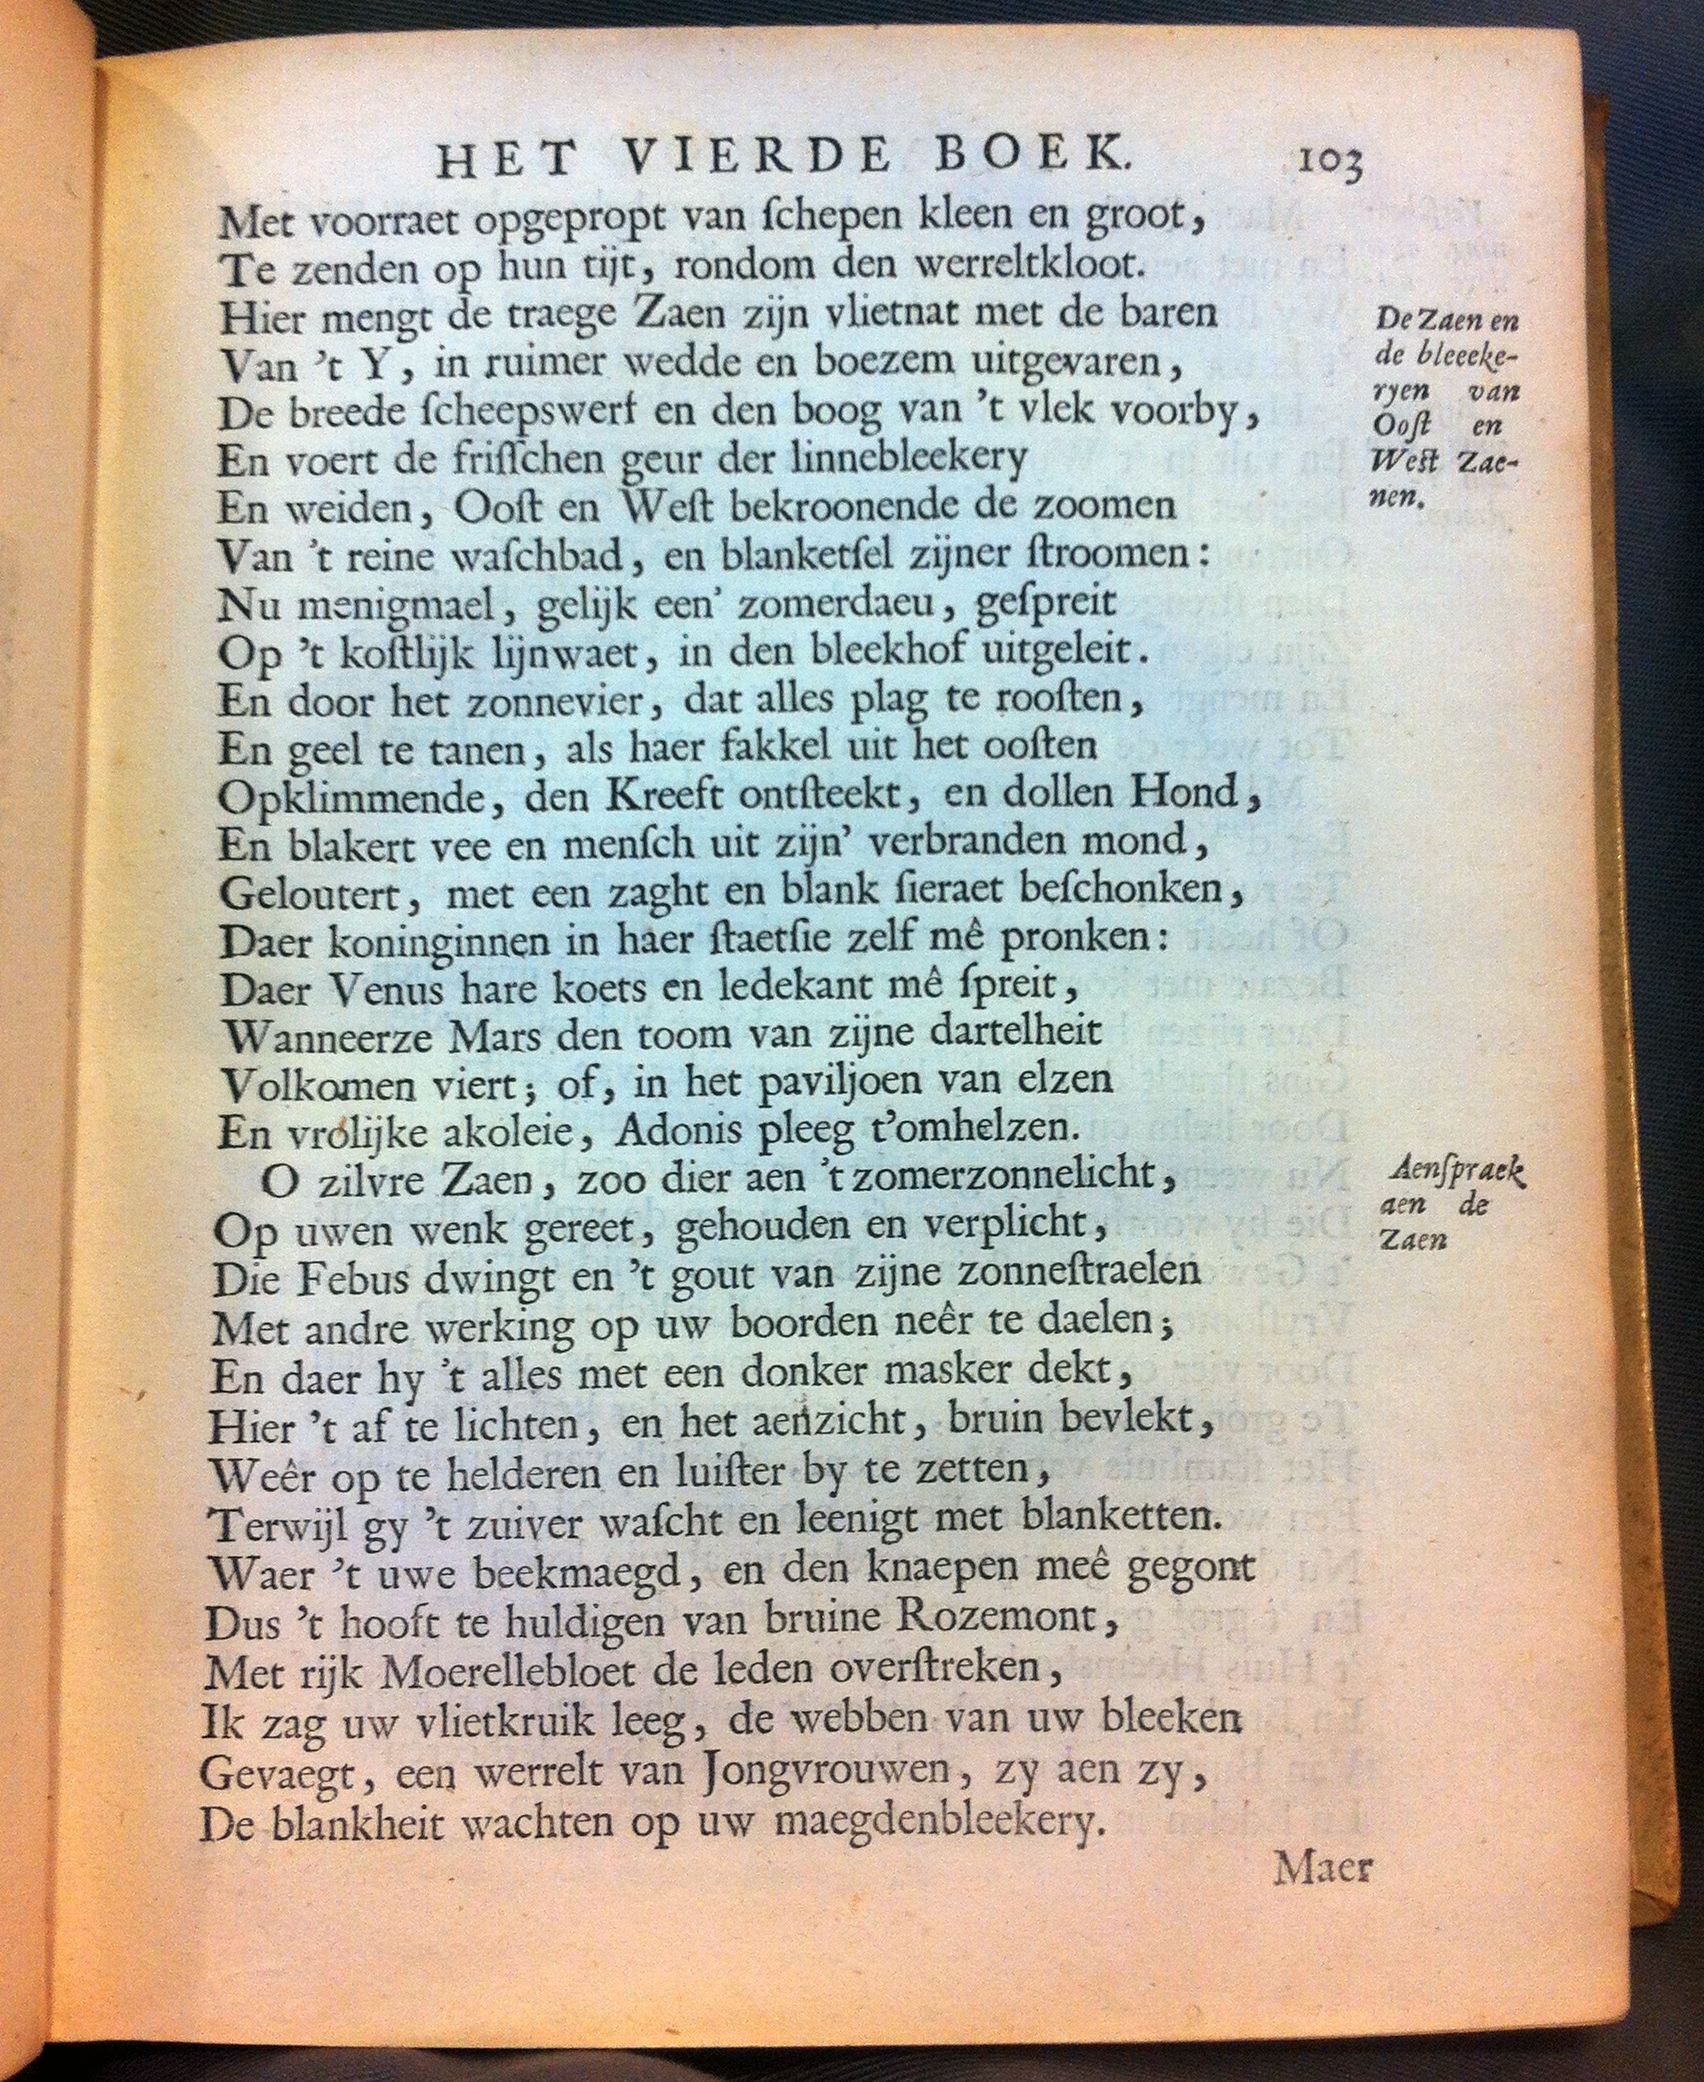 HET VIERDE BOEK. 103
Met voorraet opgepropt van ſchepen kleen en groot,
Te zenden op hun tijt, rondom den werreltkloot.
Hier mengt de traege Zaen zijn vlietnat met de baren
Van 't Y, in ruimer wedde en boezem uitgevaren,
De breede ſcheepswerf en den boog van 't vlek voorby,
En voert de friſſchen geur der linnebleekery
En weiden, Ooſt en Weſt bekroonende de zoomen
Van 't reine waſchbad, en blanketſel zijner ſtroomen:
Nu menigmael, gelijk een' zomerdaeu, geſpreit
Op 't koſtlijk lijnwaet, in den bleekhof uitgeleit.
En door het zonnevier, dat alles plag te rooſten,
En geel te tanen, als haer fakkel uit het ooſten
Opklimmende, den Kreeft ontſteekt, en dollen Hond,
En blakert vee en menſch uit zijn' verbranden mond,
Geloutert, met een zaght en blank ſieraet beſchonken,
Daer koninginnen in haer ſtaetſie zelf mê pronken:
Daer Venus hare koets en ledekant mê ſpreit,
Wanneerze Mars den toom van zijne dartelheit
Volkomen viert; of, in het paviljoen van elzen
En vrolijke akoleie, Adonis pleeg t'omhelzen.
O zilvre Zaen, zoo dier aen 't zomerzonnelicht,
Op uwen wenk gereet, gehouden en verplicht,
Die Febus dwingt en 't gout van zijne zonneſtraelen
Met andre werking op uw boorden neêr te daelen;
En daer hy 't alles met een donker masker dekt,
Hier 't af te lichten, en het aenzicht, bruin bevlekt,
Weêr op te helderen en luiſter by te zetten,
Terwijl gy 't zuiver waſcht en leenigt met blanketten.
Waer 't uwe beekmaegd, en den knaepen meê gegont
Dus 't hooft te huldigen van bruine Rozemont,
Met rijk Moerellebloet de leden overſtreken,
Ik zag uw vlietkruik leeg, de webben van uw bleeken
Gevaegt, een werrelt van Jongvrouwen, zy aen zy,
De blankheit wachten op uw maegdenbleekery.
Maer
De Zaen en
de bleeeke-
ryen van
Ooſt en
Weſt Zae-
nen.
Aenſpraek
aen de
Zaen